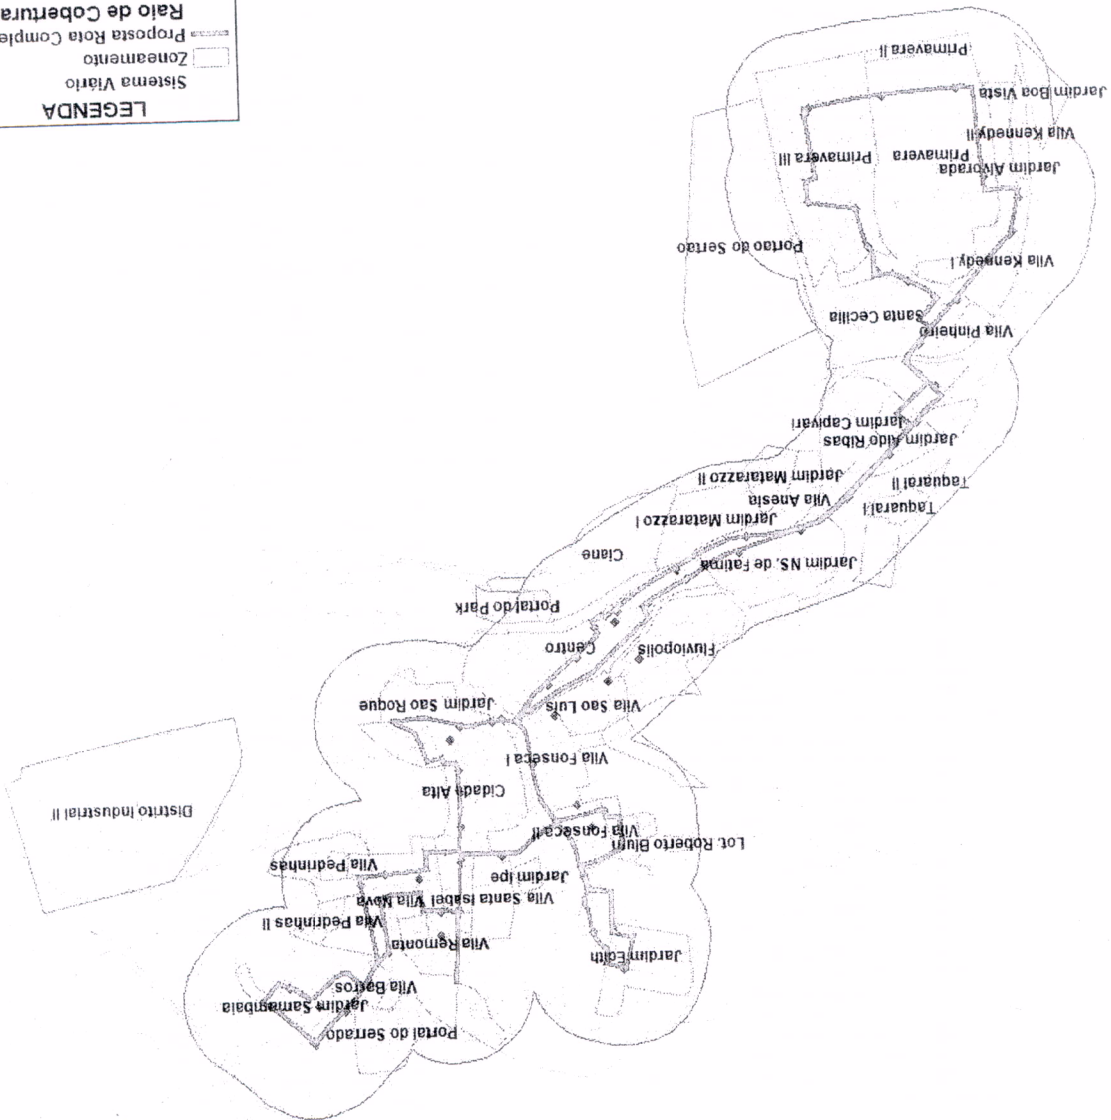 LEGENDA
Sistema Viário
Zoneamento
Proposta Rota Comple
Raio de Cobertura
Portal do Serrado
Jardim Samambaia
Vila Barros
Jardim Edith
Vila Remonta
Vila Pedrinhas II
Vila Santa Isabel
Vila Nova
Jardim Ipe
Vila Pedrinhas
Lot. Roberto Blum
Vila Fonseca II
Distrito Industrial II
Cidade Alta
Vila Fonseca I
Jardim Sao Roque
Vila Sao Luis
Fluviopolis
Centro
Portal do Park
Jardim NS. de Fatima
Ciane
Jardim Matarazzo I
Taquaral I
Vila Anesia
Taquaral II
Jardim Matarazzo II
Jardim Aldo Ribas
Jardim Capivari
Vila Pinheiro
Santa Cecilia
Vila Kennedy I
Portao do Sertao
Jardim Alvorada
Primavera
Primavera III
Vila Kennedy II
Jardim Boa Vista
Primavera II